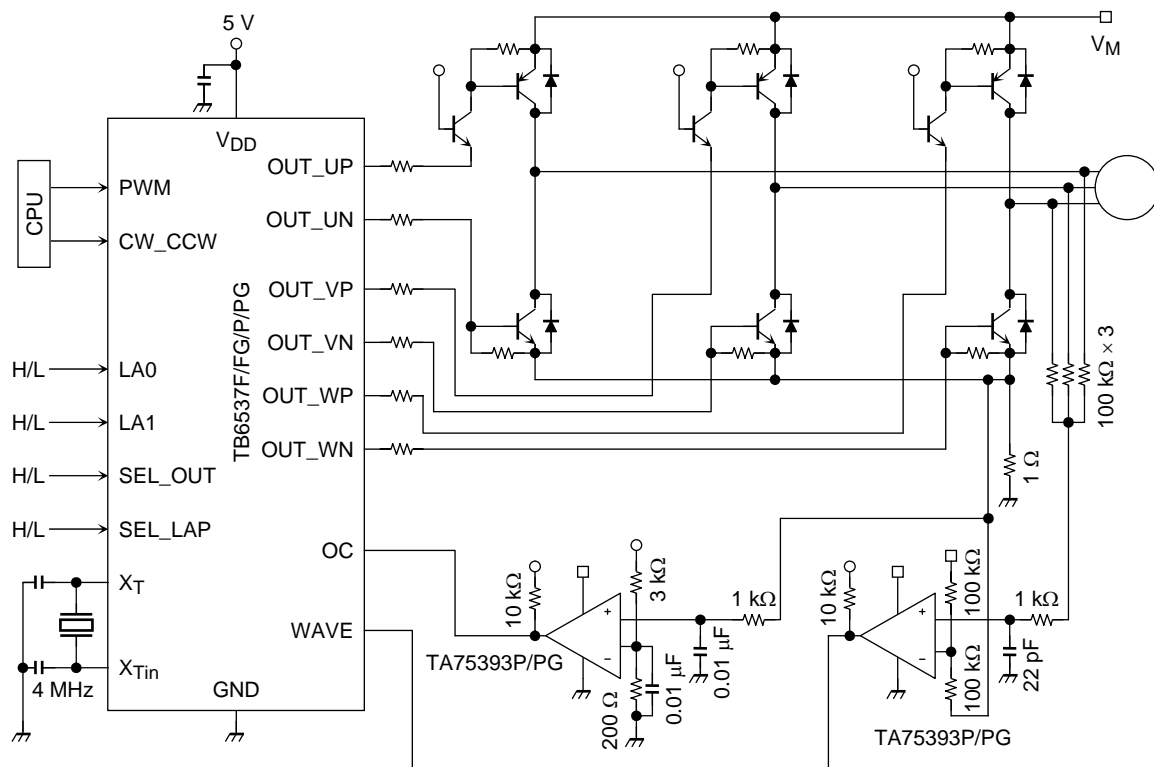 5 V
V_M
V_DD
CPU
PWM
CW_CCW
LA0
LA1
SEL_OUT
SEL_LAP
X_T
X_Tin
GND
H/L
H/L
H/L
H/L
4 MHz
TB6537F/FG/P/PG
OUT_UP
OUT_UN
OUT_VP
OUT_VN
OUT_WP
OUT_WN
OC
WAVE
100 kΩ × 3
1 Ω
10 kΩ
3 kΩ
1 kΩ
+
−
TA75393P/PG
200 Ω
0.01 μF
0.01 μF
10 kΩ
100 kΩ
1 kΩ
+
−
100 kΩ
22 pF
TA75393P/PG